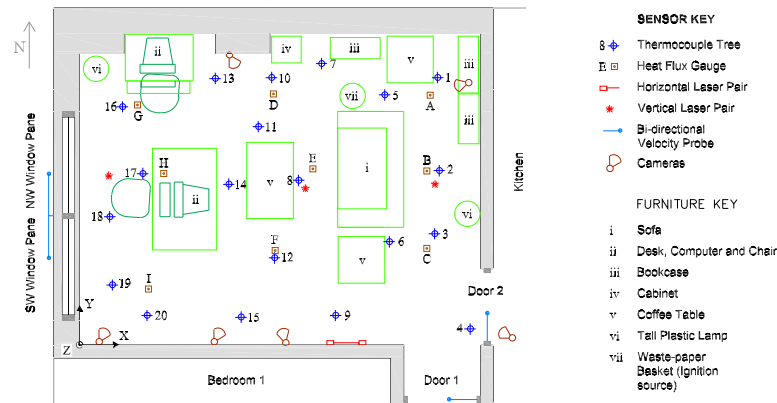 N
ii
vi
16
G
13
iv
10
D
7
iii
v
vii
5
1
A
iii
iii
11
17
H
ii
14
v
E
8
i
B
2
18
F
12
v
6
3
C
vi
19
I
20
15
9
4
Y
X
Z
NW Window Pane
SW Window Pane
Kitchen
Door 2
Bedroom 1
Door 1
SENSOR KEY
8 Thermocouple Tree
E Heat Flux Gauge
Horizontal Laser Pair
Vertical Laser Pair
Bi-directional
Velocity Probe
Cameras
FURNITURE KEY
i Sofa
ii Desk, Computer and Chair
iii Bookcase
iv Cabinet
v Coffee Table
vi Tall Plastic Lamp
vii Waste-paper
Basket (Ignition
source)